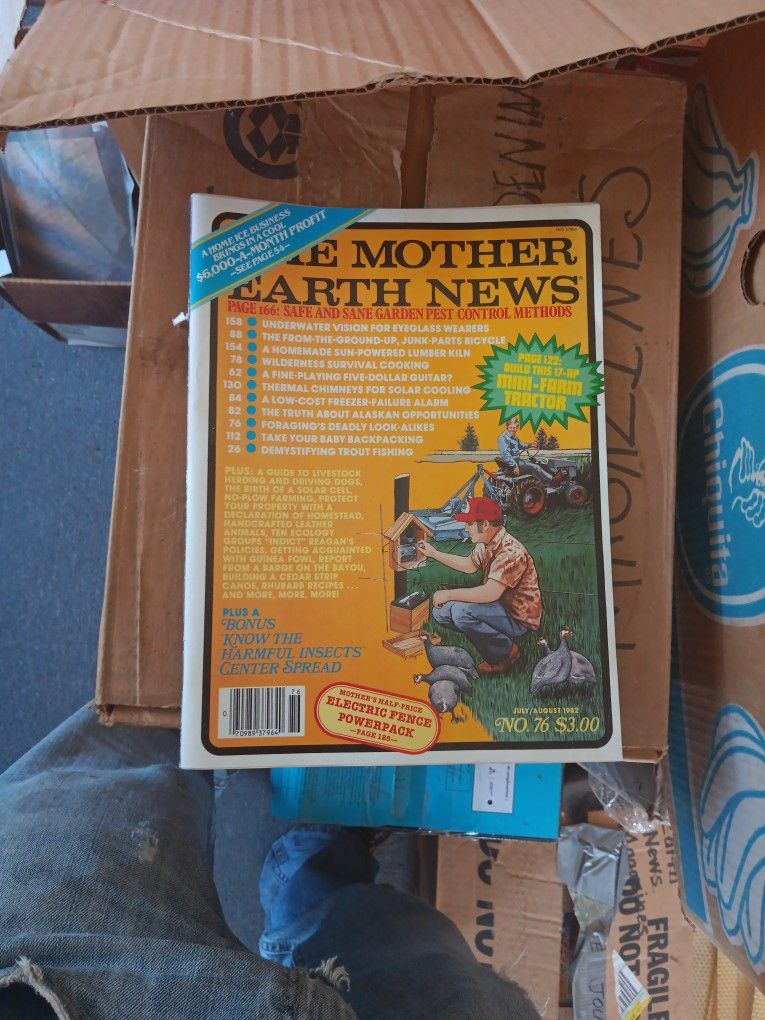 A HOME ICE BUSINESS
BRINGS IN A COOL
$6,000-A-MONTH PROFIT
—SEE PAGE 54—
THE MOTHER
EARTH NEWS®
PAGE 166: SAFE AND SANE GARDEN PEST CONTROL METHODS
158 ● UNDERWATER VISION FOR EYEGLASS WEARERS
88 ● THE FROM-THE-GROUND-UP, JUNK-PARTS BICYCLE
154 ● A HOMEMADE SUN-POWERED LUMBER KILN
78 ● WILDERNESS SURVIVAL COOKING
62 ● A FINE-PLAYING FIVE-DOLLAR GUITAR?
130 ● THERMAL CHIMNEYS FOR SOLAR COOLING
84 ● A LOW-COST FREEZER-FAILURE ALARM
82 ● THE TRUTH ABOUT ALASKAN OPPORTUNITIES
76 ● FORAGING'S DEADLY LOOK-ALIKES
112 ● TAKE YOUR BABY BACKPACKING
26 ● DEMYSTIFYING TROUT FISHING
PAGE 122:
BUILD THIS 17-HP
MINI-FARM
TRACTOR
PLUS: A GUIDE TO LIVESTOCK
HERDING AND DRIVING DOGS,
THE BIRTH OF A SOLAR CELL,
NO-PLOW FARMING, PROTECT
YOUR PROPERTY WITH A
DECLARATION OF HOMESTEAD,
HANDCRAFTED LEATHER
ANIMALS, TEN ECOLOGY
GROUPS "INDICT" REAGAN'S
POLICIES, GETTING ACQUAINTED
WITH GUINEA FOWL, REPORT
FROM A BARGE ON THE BAYOU,
BUILDING A CEDAR STRIP
CANOE, RHUBARB RECIPES . . .
AND MORE, MORE, MORE!
PLUS A
BONUS
"KNOW THE
HARMFUL INSECTS"
CENTER SPREAD
76
0 70989 37964
MOTHER'S HALF-PRICE
ELECTRIC FENCE
POWERPACK
—PAGE 128—
JULY/AUGUST 1982
NO. 76 $3.00
Chiquita
News
FRAGILE
DO NOT